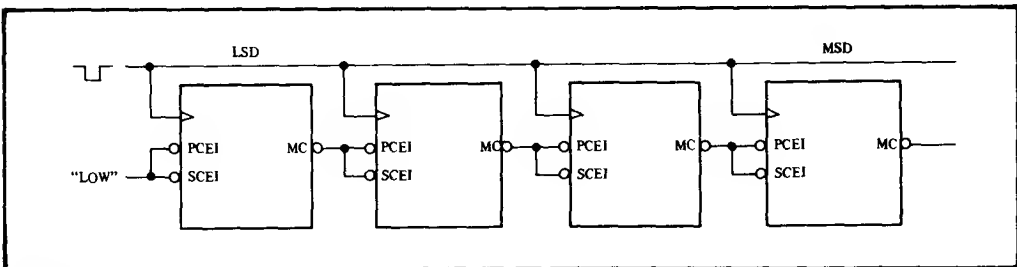 LSD MSD
PCEI MC PCEI MC PCEI MC PCEI MC
"LOW" SCEI SCEI SCEI SCEI